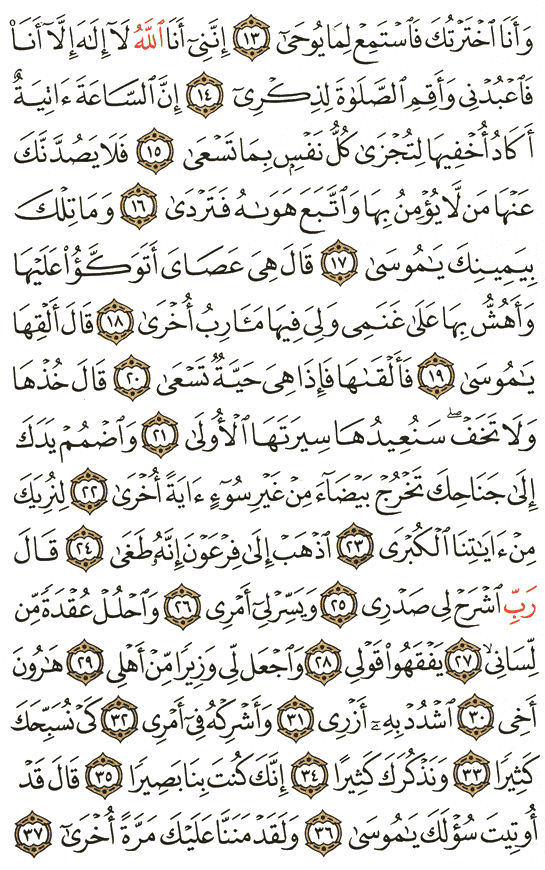 وَأَنَا ٱخْتَرْتُكَ فَٱسْتَمِعْ لِمَا يُوحَىٰٓ ١٣ إِنَّنِىٓ أَنَا ٱللَّهُ لَآ إِلَٰهَ إِلَّآ أَنَا۠
فَٱعْبُدْنِى وَأَقِمِ ٱلصَّلَوٰةَ لِذِكْرِىٓ ١٤ إِنَّ ٱلسَّاعَةَ ءَاتِيَةٌ
أَكَادُ أُخْفِيهَا لِتُجْزَىٰ كُلُّ نَفْسٍۭ بِمَا تَسْعَىٰ ١٥ فَلَا يَصُدَّنَّكَ
عَنْهَا مَن لَّا يُؤْمِنُ بِهَا وَٱتَّبَعَ هَوَىٰهُ فَتَرْدَىٰ ١٦ وَمَا تِلْكَ
بِيَمِينِكَ يَٰمُوسَىٰ ١٧ قَالَ هِىَ عَصَاىَ أَتَوَكَّؤُا۟ عَلَيْهَا
وَأَهُشُّ بِهَا عَلَىٰ غَنَمِى وَلِىَ فِيهَا مَـَٔارِبُ أُخْرَىٰ ١٨ قَالَ أَلْقِهَا
يَٰمُوسَىٰ ١٩ فَأَلْقَىٰهَا فَإِذَا هِىَ حَيَّةٌ تَسْعَىٰ ٢٠ قَالَ خُذْهَا
وَلَا تَخَفْ ۖ سَنُعِيدُهَا سِيرَتَهَا ٱلْأُولَىٰ ٢١ وَٱضْمُمْ يَدَكَ
إِلَىٰ جَنَاحِكَ تَخْرُجْ بَيْضَآءَ مِنْ غَيْرِ سُوٓءٍ ءَايَةً أُخْرَىٰ ٢٢ لِنُرِيَكَ
مِنْ ءَايَٰتِنَا ٱلْكُبْرَى ٢٣ ٱذْهَبْ إِلَىٰ فِرْعَوْنَ إِنَّهُۥ طَغَىٰ ٢٤ قَالَ
رَبِّ ٱشْرَحْ لِى صَدْرِى ٢٥ وَيَسِّرْ لِىٓ أَمْرِى ٢٦ وَٱحْلُلْ عُقْدَةً مِّن
لِّسَانِى ٢٧ يَفْقَهُوا۟ قَوْلِى ٢٨ وَٱجْعَل لِّى وَزِيرًا مِّنْ أَهْلِى ٢٩ هَٰرُونَ
أَخِى ٣٠ ٱشْدُدْ بِهِۦٓ أَزْرِى ٣١ وَأَشْرِكْهُ فِىٓ أَمْرِى ٣٢ كَىْ نُسَبِّحَكَ
كَثِيرًا ٣٣ وَنَذْكُرَكَ كَثِيرًا ٣٤ إِنَّكَ كُنتَ بِنَا بَصِيرًا ٣٥ قَالَ قَدْ
أُوتِيتَ سُؤْلَكَ يَٰمُوسَىٰ ٣٦ وَلَقَدْ مَنَنَّا عَلَيْكَ مَرَّةً أُخْرَىٰٓ ٣٧